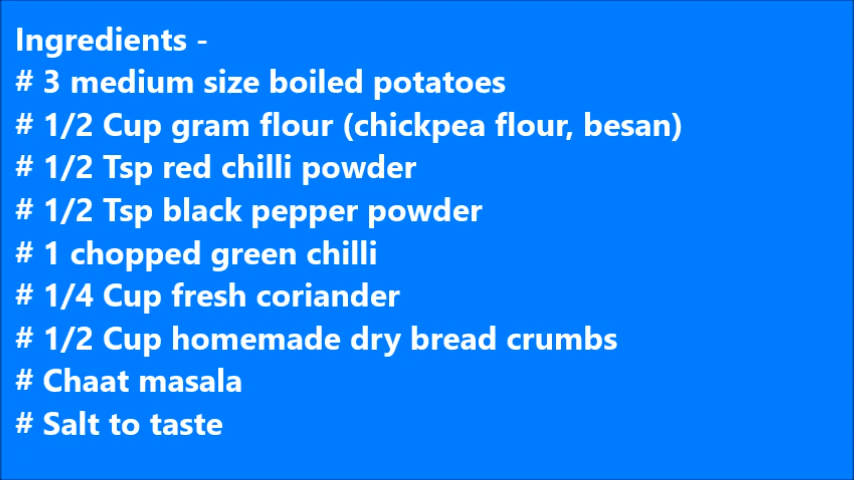 Ingredients -
# 3 medium size boiled potatoes
# 1/2 Cup gram flour (chickpea flour, besan)
# 1/2 Tsp red chilli powder
# 1/2 Tsp black pepper powder
# 1 chopped green chilli
# 1/4 Cup fresh coriander
# 1/2 Cup homemade dry bread crumbs
# Chaat masala
# Salt to taste